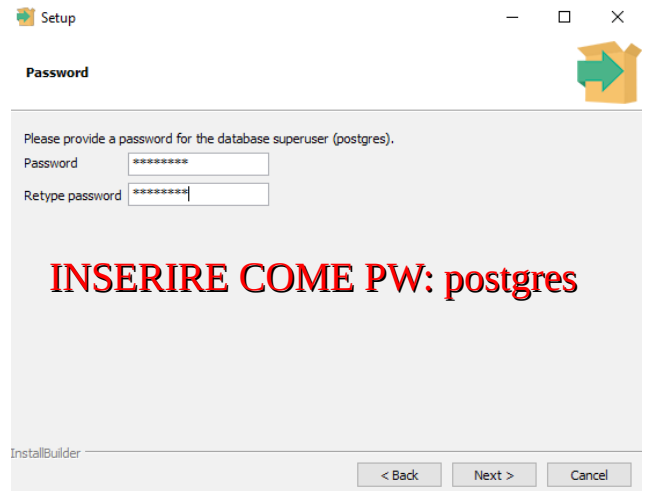 Setup
Password
Please provide a password for the database superuser (postgres).
Password ********
Retype password ********
INSERIRE COME PW: postgres
InstallBuilder
< Back Next > Cancel